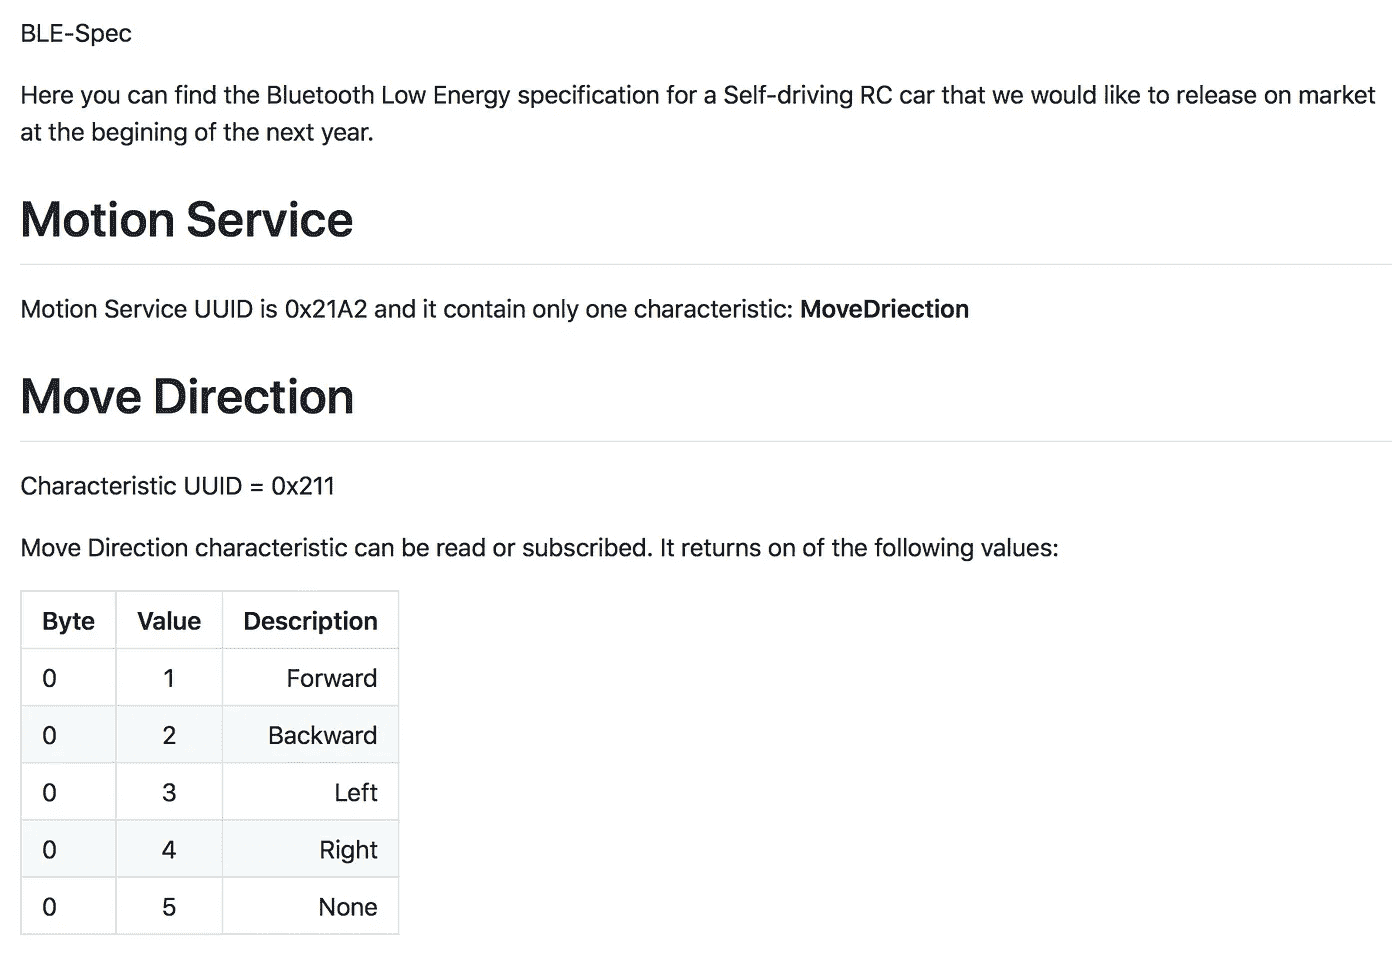 BLE-Spec
Here you can find the Bluetooth Low Energy specification for a Self-driving RC car that we would like to release on market
at the begining of the next year.
Motion Service
Motion Service UUID is 0x21A2 and it contain only one characteristic: MoveDriection
Move Direction
Characteristic UUID = 0x211
Move Direction characteristic can be read or subscribed. It returns on of the following values:
Byte Value Description
0 1 Forward
0 2 Backward
0 3 Left
0 4 Right
0 5 None